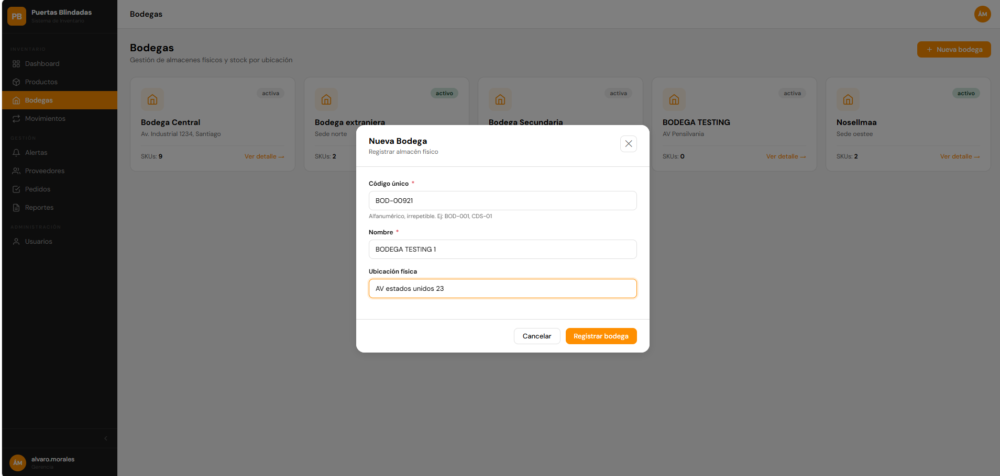 PB
Puertas Blindadas
Sistema de Inventario
INVENTARIO
Dashboard
Productos
Bodegas
Movimientos
GESTIÓN
Alertas
Proveedores
Pedidos
Reportes
ADMINISTRACIÓN
Usuarios
ÁM
alvaro.morales
Gerencia
Bodegas
ÁM
Bodegas
Gestión de almacenes físicos y stock por ubicación
+ Nueva bodega
activa
Bodega Central
Av. Industrial 1234, Santiago
SKUs: 9
Ver detalle →
activo
Bodega extranjera
Sede norte
SKUs: 2
activa
Bodega Secundaria
activa
BODEGA TESTING
AV Pensilvania
SKUs: 0
Ver detalle →
activo
Nosellmaa
Sede oestee
SKUs: 2
Ver detalle →
Nueva Bodega
Registrar almacén físico
Código único *
BOD-00921
Alfanumérico, irrepetible. Ej: BOD-001, CDS-01
Nombre *
BODEGA TESTING 1
Ubicación física
AV estados unidos 23
Cancelar
Registrar bodega